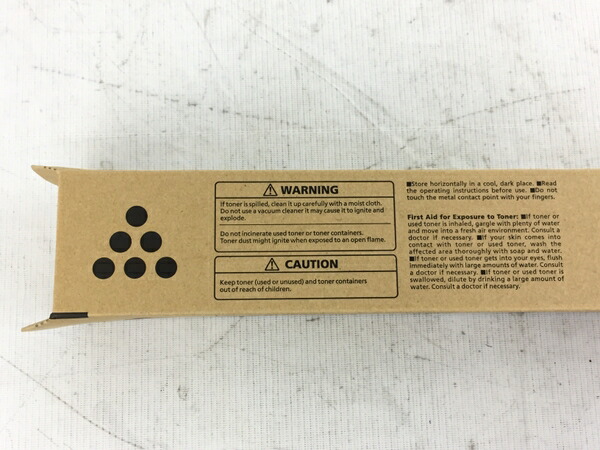 WARNING
If toner is spilled, clean it up carefully with a moist cloth.
Do not use a vacuum cleaner it may cause it to ignite and
explode.
Do not incinerate used toner or toner containers.
Toner dust might ignite when exposed to an open flame.
CAUTION
Keep toner (used or unused) and toner containers
out of reach of children.
■Store horizontally in a cool, dark place. ■Read
the operating instructions before use. ■Do not
touch the metal contact point with your fingers.
First Aid for Exposure to Toner: ■If toner or
used toner is inhaled, gargle with plenty of water
and move into a fresh air environment. Consult a
doctor if necessary. ■If your skin comes into
contact with toner or used toner, wash the
affected area thoroughly with soap and water.
■If toner or used toner gets into your eyes, flush
immediately with large amounts of water. Consult
a doctor if necessary. ■If toner or used toner is
swallowed, dilute by drinking a large amount of
water. Consult a doctor if necessary.